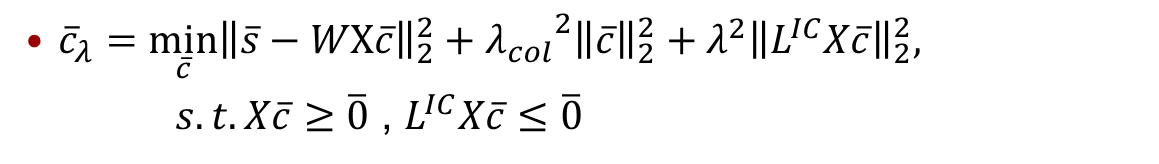 • c̄_λ = min_c̄ ‖s̄ − WXc̄‖₂² + λ_col²‖c̄‖₂² + λ²‖L^{IC}Xc̄‖₂²,
s.t. Xc̄ ≥ 0̄ , L^{IC}Xc̄ ≤ 0̄